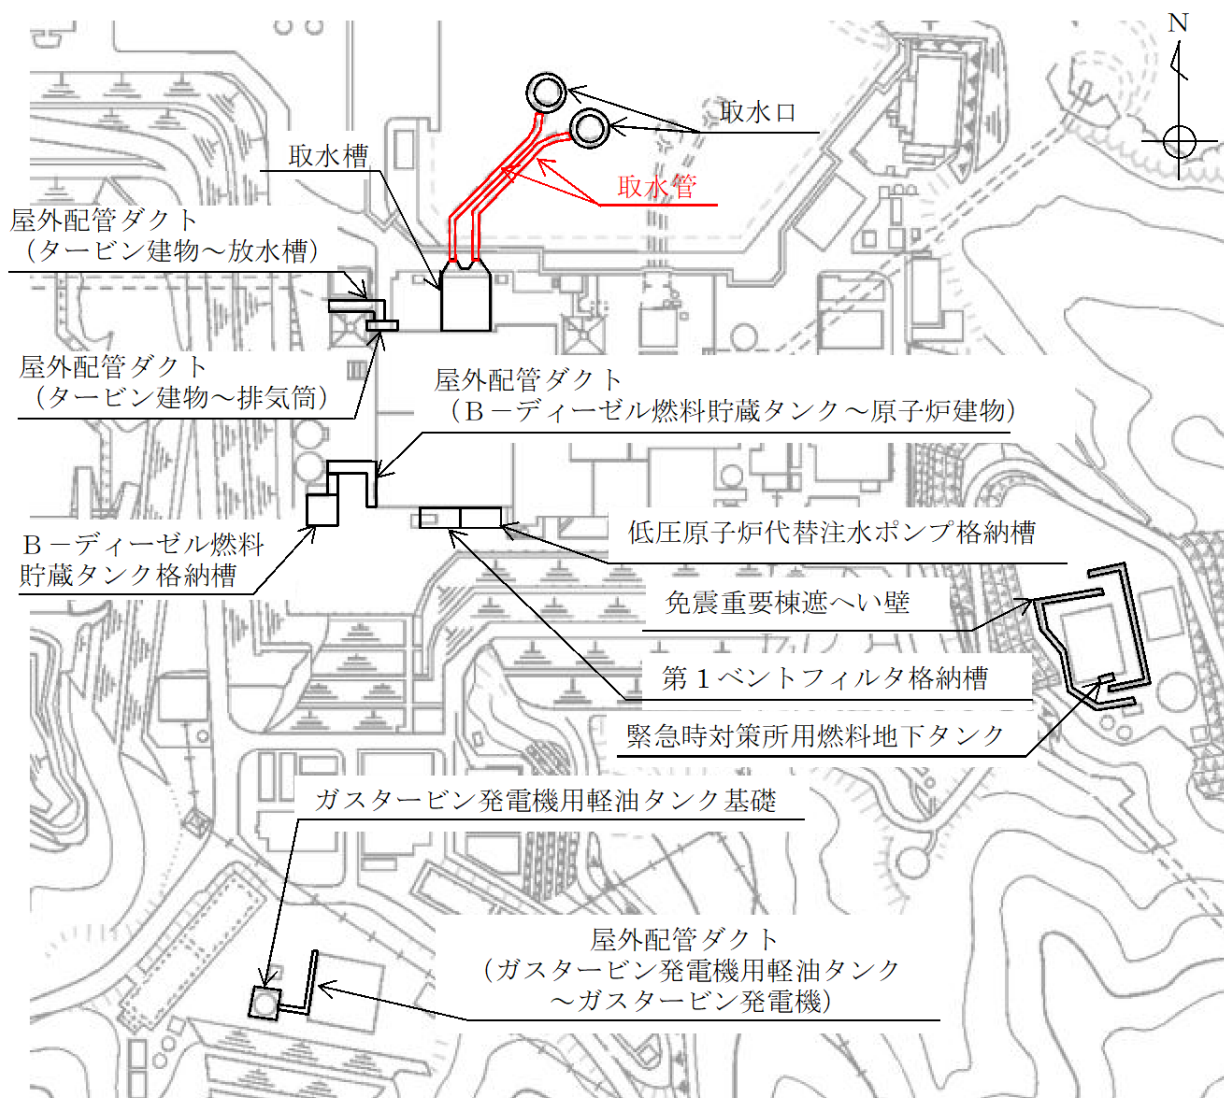 N
取水口
取水槽
取水管
屋外配管ダクト
（タービン建物～放水槽）
屋外配管ダクト
（タービン建物～排気筒）
屋外配管ダクト
（Ｂ－ディーゼル燃料貯蔵タンク～原子炉建物）
低圧原子炉代替注水ポンプ格納槽
Ｂ－ディーゼル燃料
貯蔵タンク格納槽
免震重要棟遮へい壁
第１ベントフィルタ格納槽
緊急時対策所用燃料地下タンク
ガスタービン発電機用軽油タンク基礎
屋外配管ダクト
（ガスタービン発電機用軽油タンク
～ガスタービン発電機）